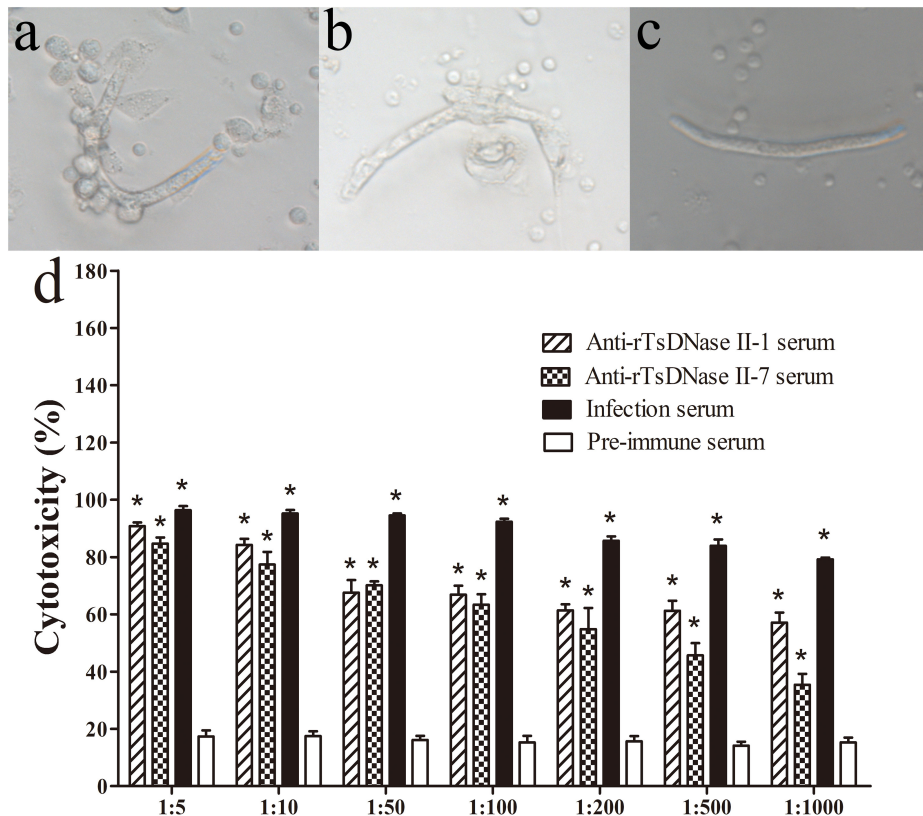 a
b
c
d
180
160
140
120
100
80
60
40
20
0
Cytotoxicity (%)
Anti-rTsDNase II-1 serum
Anti-rTsDNase II-7 serum
Infection serum
Pre-immune serum
* * *
* * *
* * *
* * *
* * *
* * *
* * *
1:5 1:10 1:50 1:100 1:200 1:500 1:1000